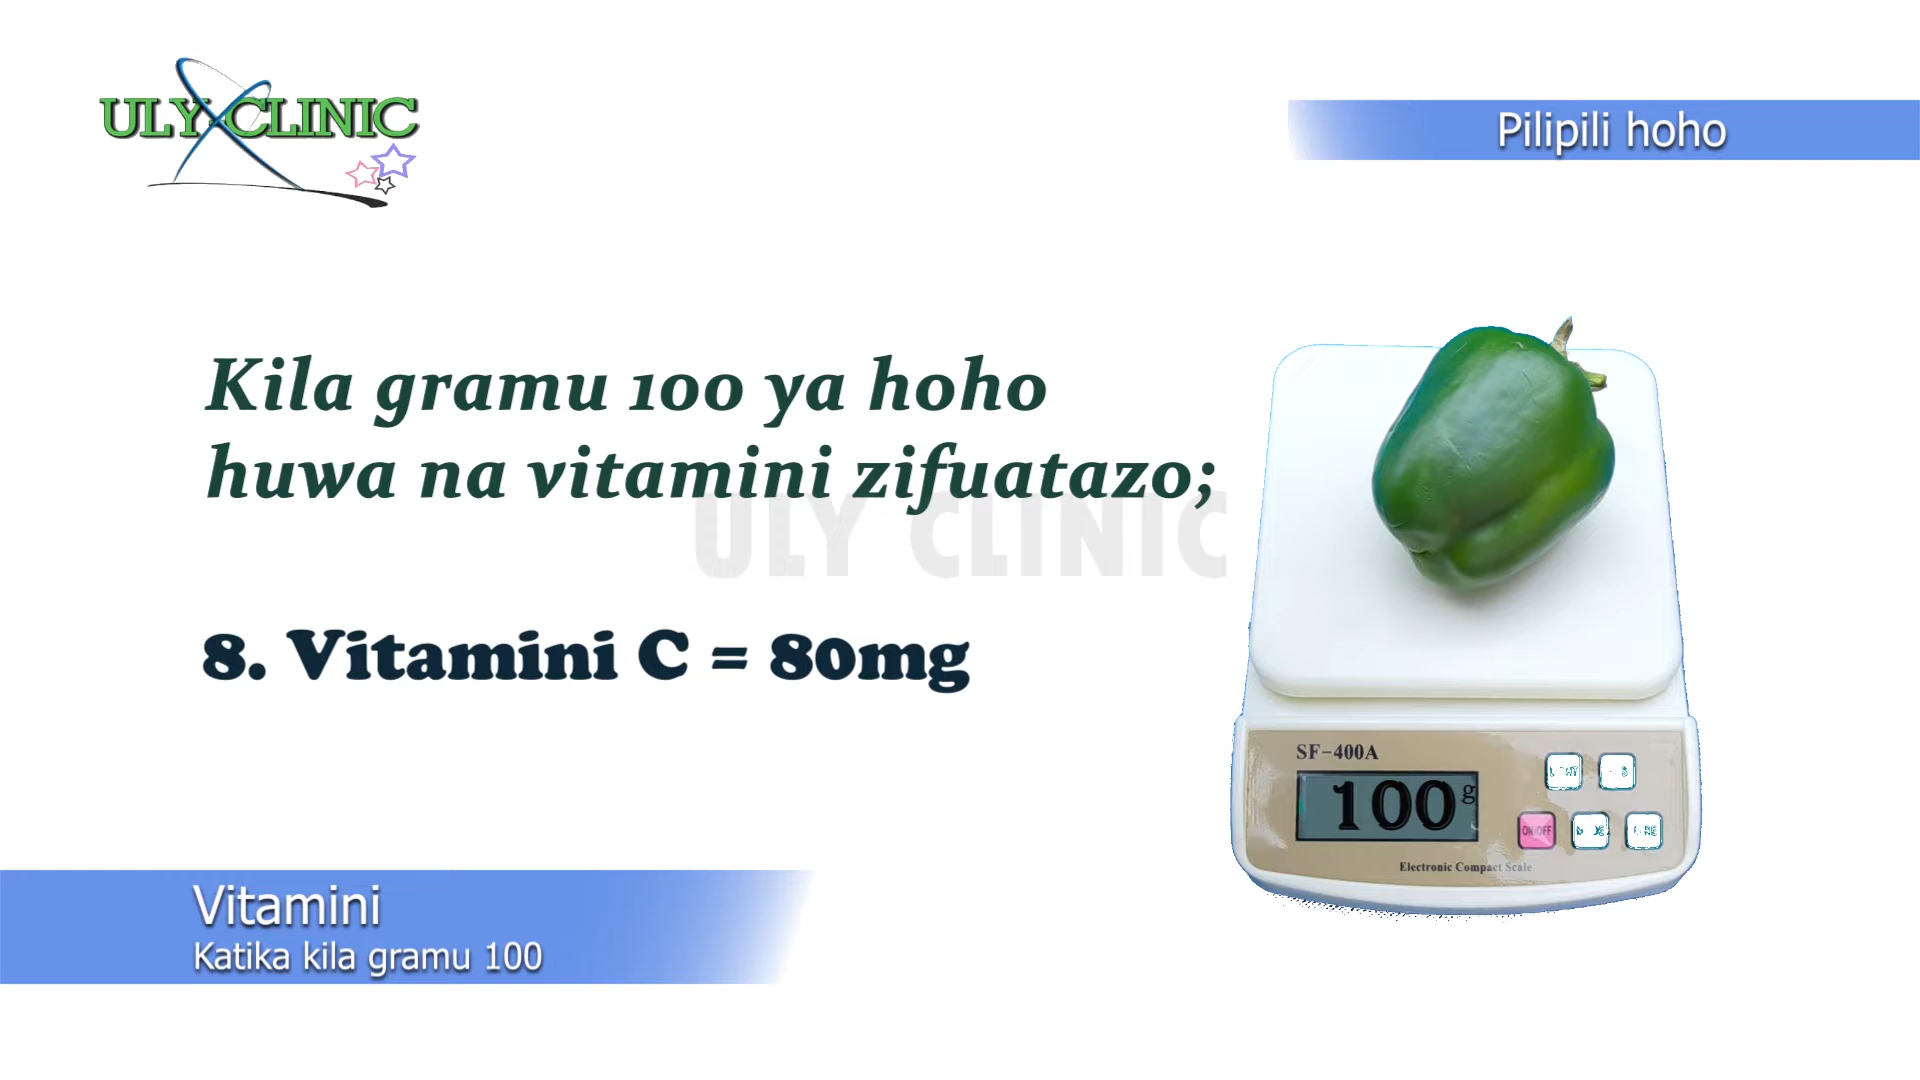 ULY CLINIC
Pilipili hoho
Kila gramu 100 ya hoho
huwa na vitamini zifuatazo;
ULY CLINIC
8. Vitamini C = 80mg
SF-400A
100 g
ON/OFF
Electronic Compact Scale
Vitamini
Katika kila gramu 100